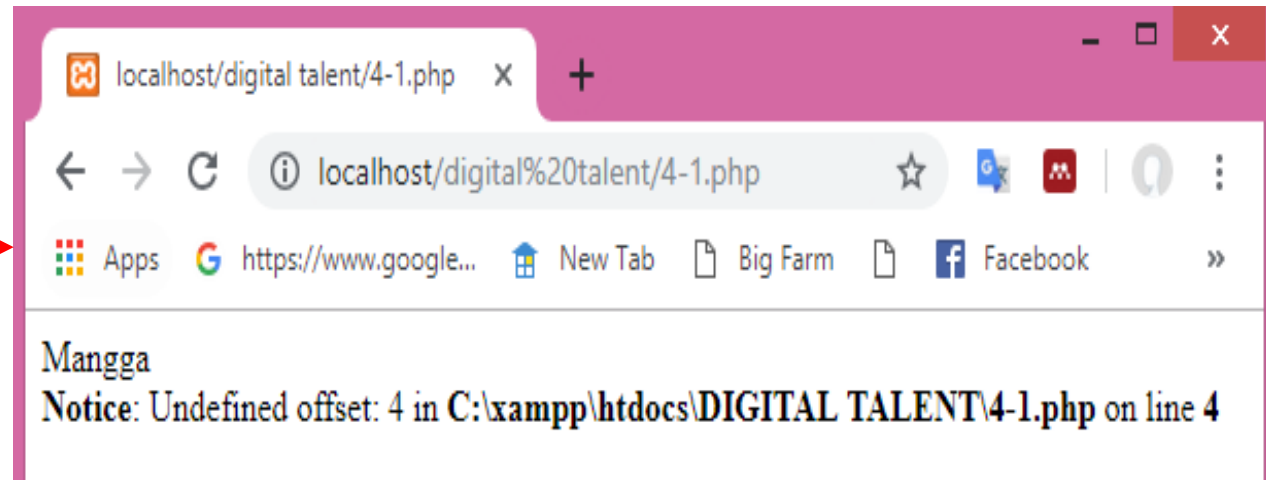 localhost/digital talent/4-1.php
localhost/digital%20talent/4-1.php
Apps https://www.google... New Tab Big Farm Facebook »
Mangga
Notice: Undefined offset: 4 in C:\xampp\htdocs\DIGITAL TALENT\4-1.php on line 4